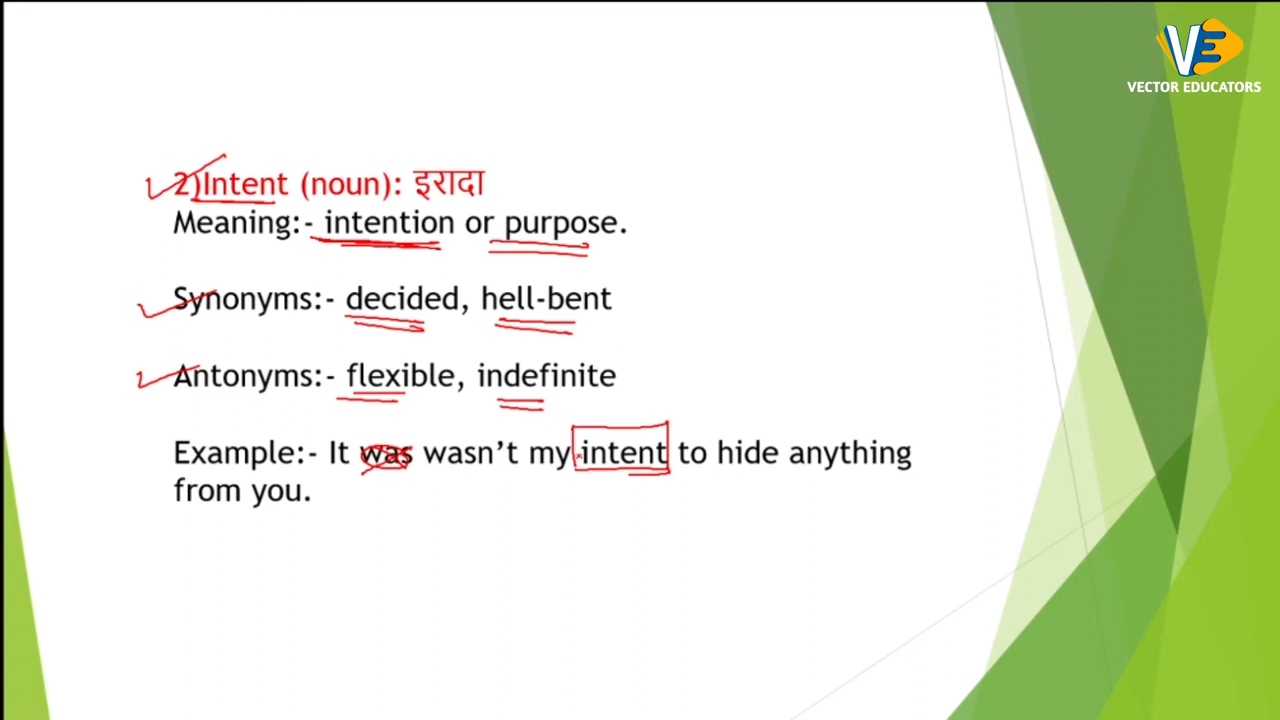 VE
VECTOR EDUCATORS
2)Intent (noun): इरादा
Meaning:- intention or purpose.
Synonyms:- decided, hell-bent
Antonyms:- flexible, indefinite
Example:- It was wasn't my intent to hide anything
from you.